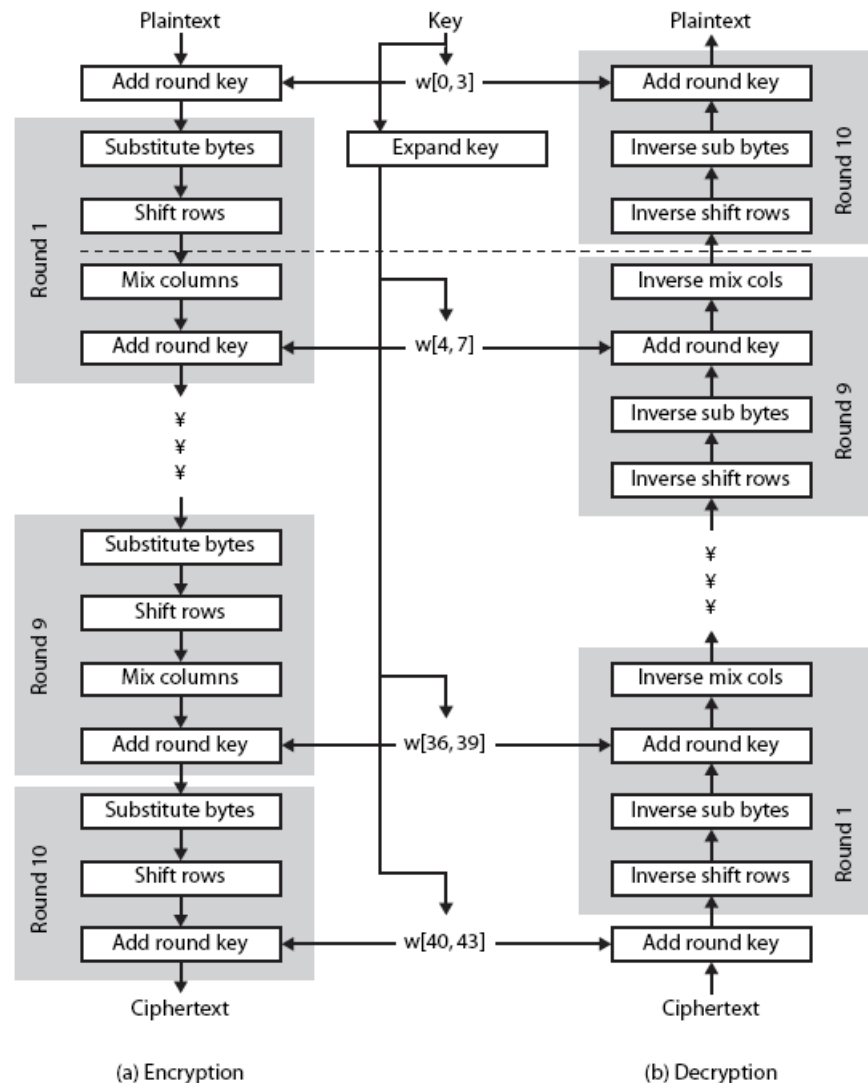 Plaintext
Key
Plaintext
Add round key
w[0, 3]
Add round key
Substitute bytes
Expand key
Inverse sub bytes
Shift rows
Inverse shift rows
Round 1
Round 10
Mix columns
Inverse mix cols
Add round key
w[4, 7]
Add round key
Inverse sub bytes
Inverse shift rows
Round 9
¥
¥
¥
Substitute bytes
Shift rows
Mix columns
Add round key
Round 9
¥
¥
¥
Inverse mix cols
w[36, 39]
Add round key
Substitute bytes
Inverse sub bytes
Shift rows
Inverse shift rows
Round 10
Round 1
Add round key
w[40, 43]
Add round key
Ciphertext
Ciphertext
(a) Encryption
(b) Decryption